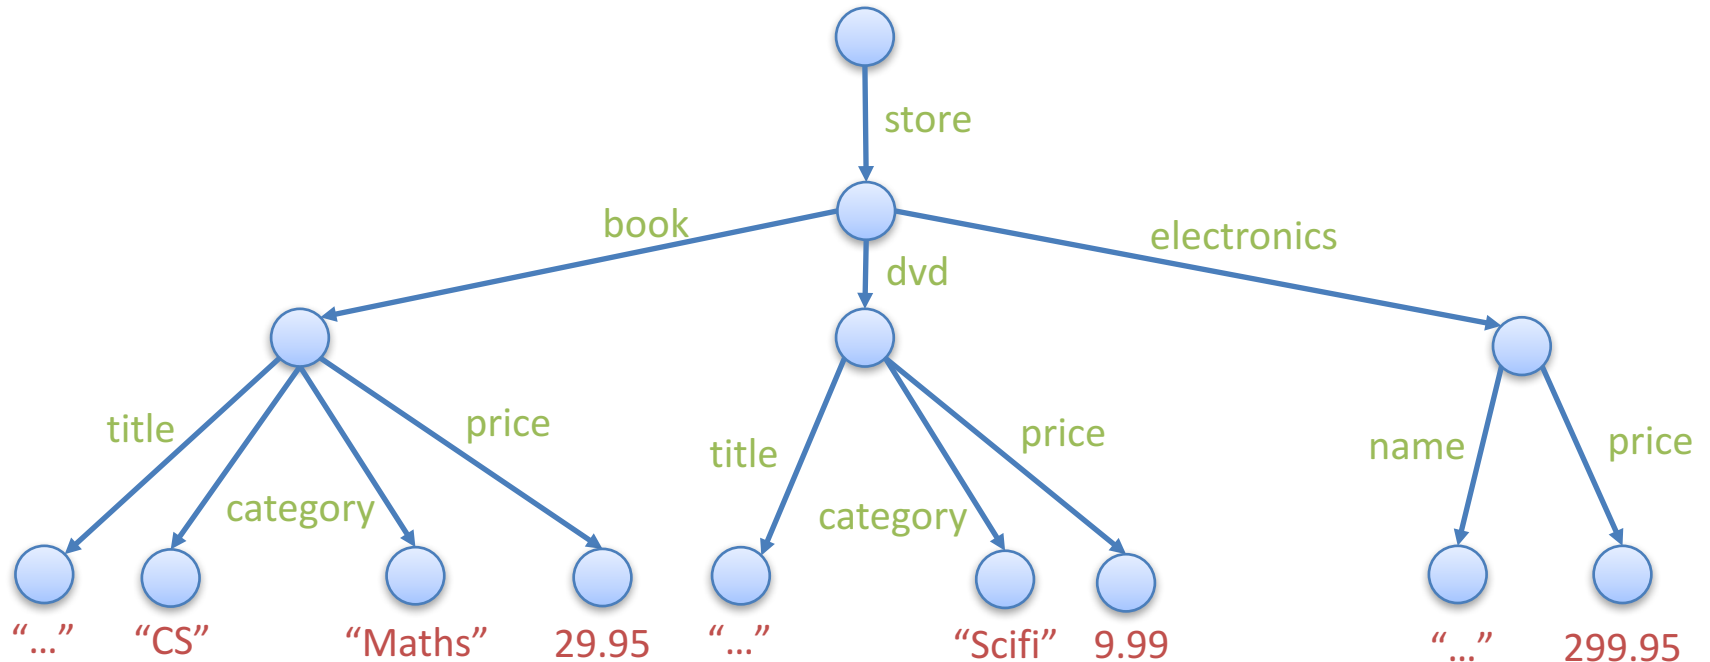 store
book
electronics
dvd
title
price
title
price
name
price
category
category
“...”
“CS”
“Maths”
29.95
“...”
“Scifi”
9.99
“...”
299.95